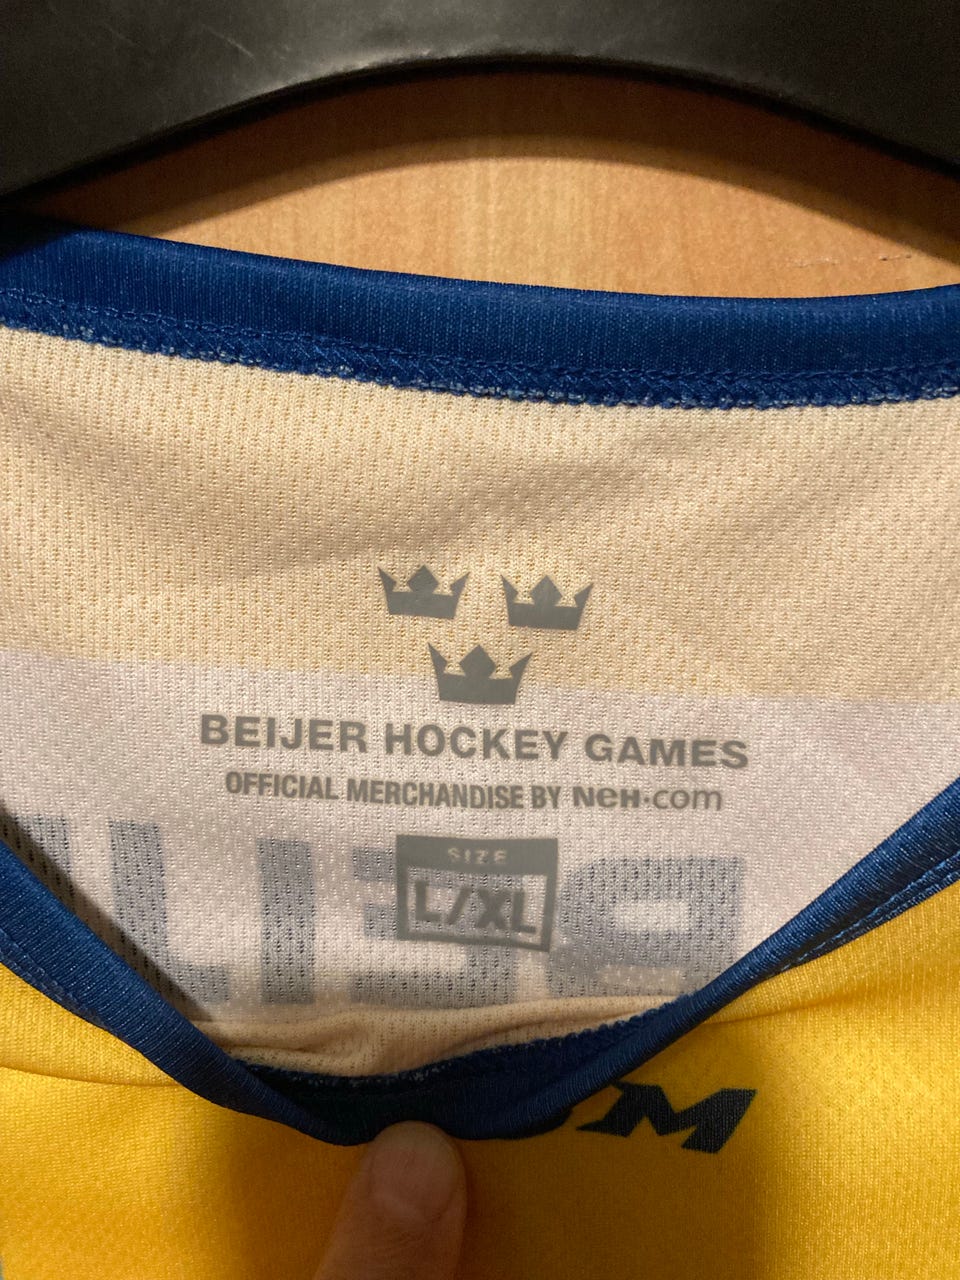 BEIJER HOCKEY GAMES
OFFICIAL MERCHANDISE BY NEH.com
SIZE
L/XL